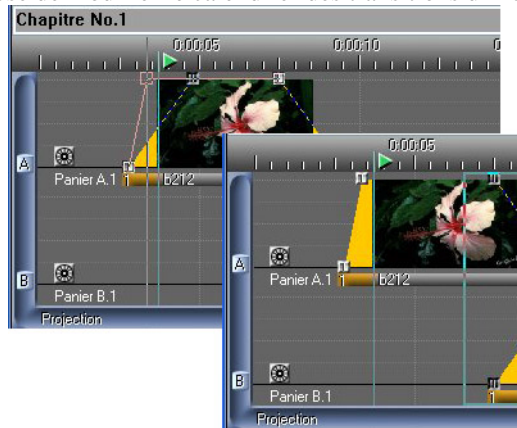 Chapitre No.1
0:00:05 0:00:10
A
Panier A.1 1 b212
B
Panier B.1
Projection
0:00:05
A
Panier A.1 1 b212
B
Panier B.1 1
Projection